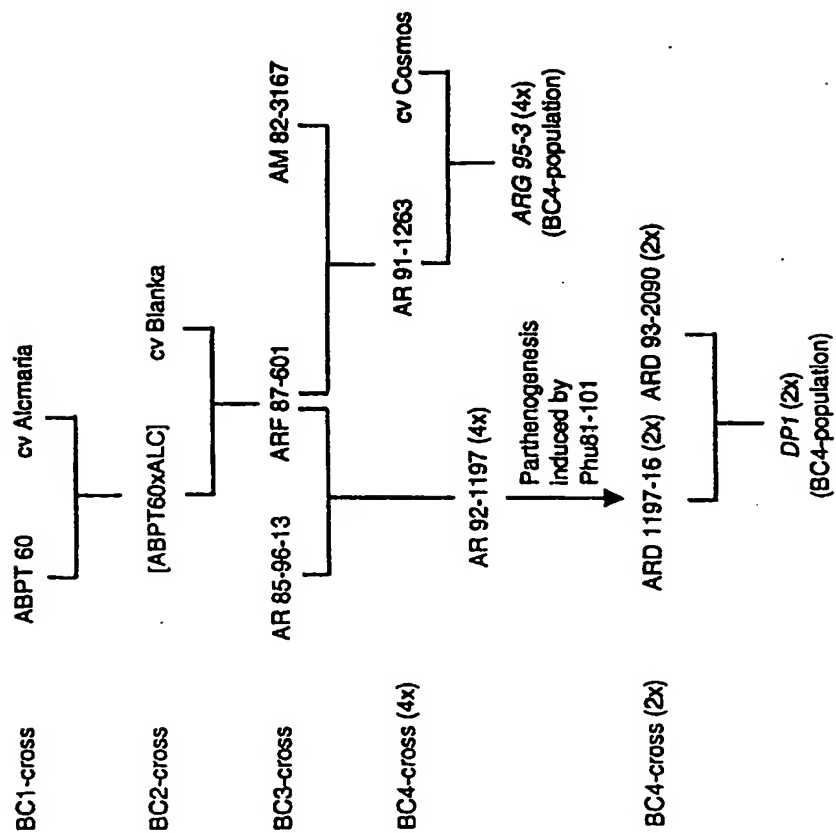 BC1-cross ABPT 60 cv Alcmaria
BC2-cross [ABPT60xALC] cv Blanka
BC3-cross AR 85-96-13 ARF 87-601 AM 82-3167
BC4-cross (4x) AR 92-1197 (4x) AR 91-1263 cv Cosmos
Parthenogenesis
induced by
Phu81-101
ARG 95-3 (4x)
(BC4-population)
BC4-cross (2x) ARD 1197-16 (2x) ARD 93-2090 (2x)
DP1 (2x)
(BC4-population)